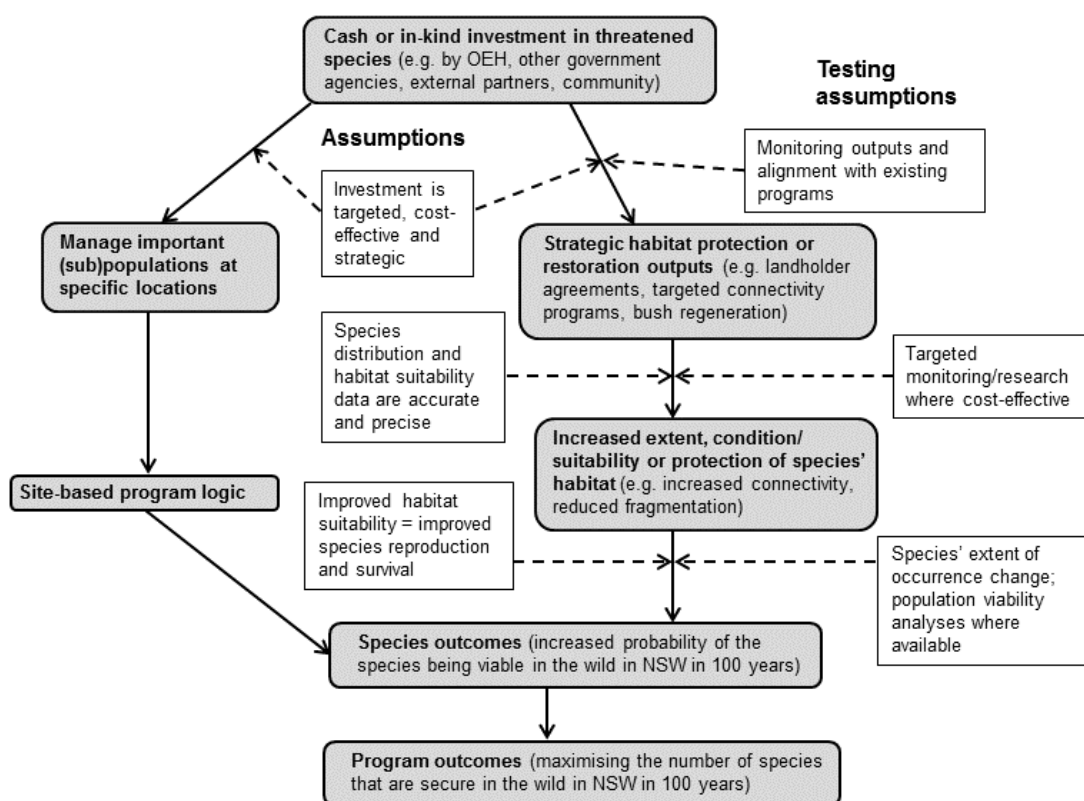 Cash or in-kind investment in threatened
species (e.g. by OEH, other government
agencies, external partners, community)
Testing
assumptions
Assumptions
Monitoring outputs and
alignment with existing
programs
Investment is
targeted, cost-
effective and
strategic
Manage important
(sub)populations at
specific locations
Strategic habitat protection or
restoration outputs (e.g. landholder
agreements, targeted connectivity
programs, bush regeneration)
Species
distribution and
habitat suitability
data are accurate
and precise
Targeted
monitoring/research
where cost-effective
Increased extent, condition/
suitability or protection of species'
habitat (e.g. increased connectivity,
reduced fragmentation)
Site-based program logic
Improved habitat
suitability = improved
species reproduction
and survival
Species' extent of
occurrence change;
population viability
analyses where
available
Species outcomes (increased probability of the
species being viable in the wild in NSW in 100 years)
Program outcomes (maximising the number of species
that are secure in the wild in NSW in 100 years)